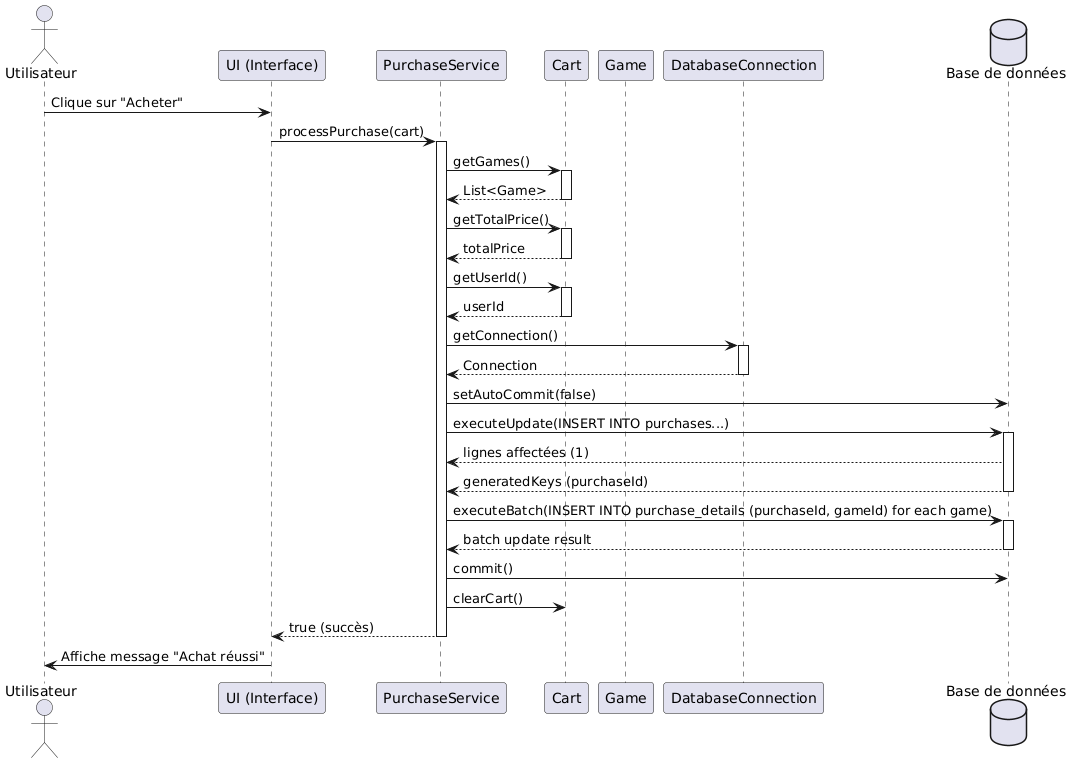 Utilisateur
UI (Interface)
PurchaseService
Cart
Game
DatabaseConnection
Base de données
Clique sur "Acheter"
processPurchase(cart)
getGames()
List<Game>
getTotalPrice()
totalPrice
getUserId()
userId
getConnection()
Connection
setAutoCommit(false)
executeUpdate(INSERT INTO purchases...)
lignes affectées (1)
generatedKeys (purchaseId)
executeBatch(INSERT INTO purchase_details (purchaseId, gameId) for each game)
batch update result
commit()
clearCart()
true (succès)
Affiche message "Achat réussi"
Utilisateur
UI (Interface)
PurchaseService
Cart
Game
DatabaseConnection
Base de données